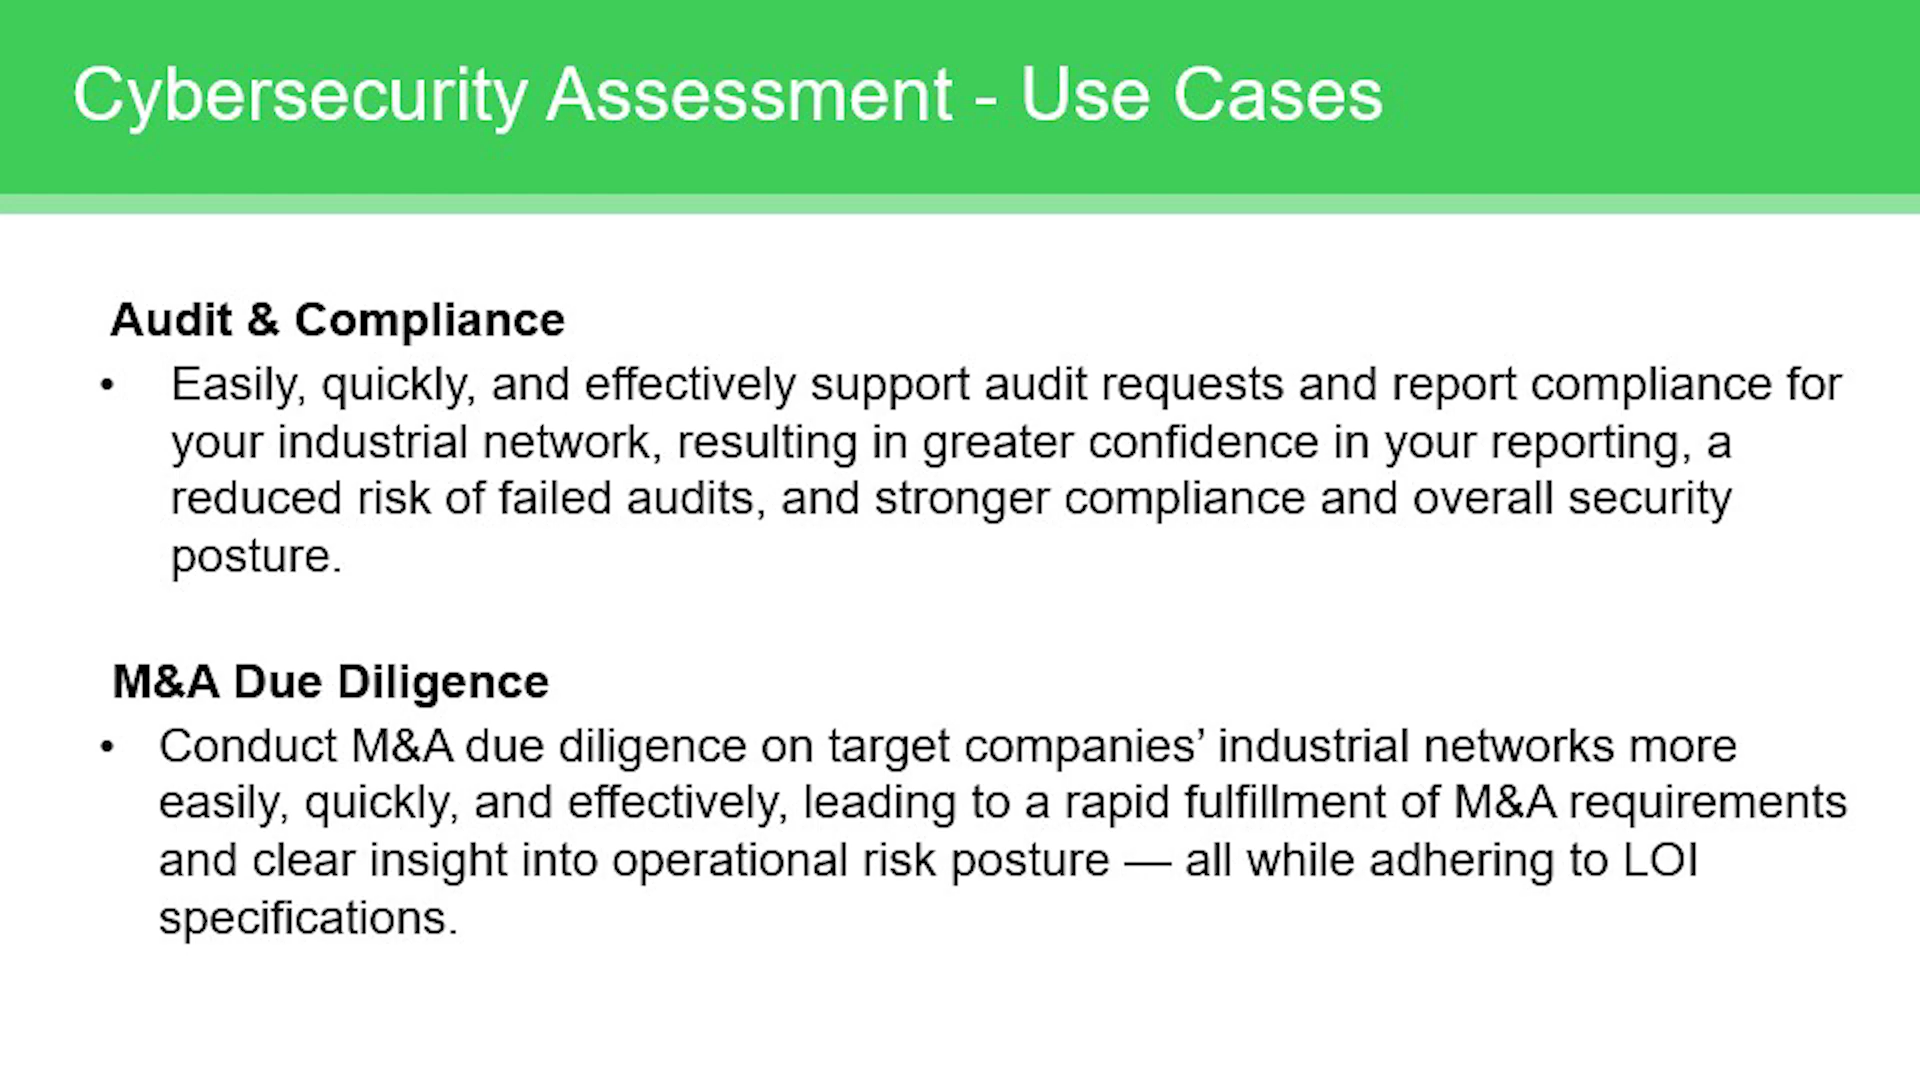 Cybersecurity Assessment - Use Cases
Audit & Compliance
• Easily, quickly, and effectively support audit requests and report compliance for
your industrial network, resulting in greater confidence in your reporting, a
reduced risk of failed audits, and stronger compliance and overall security
posture.
M&A Due Diligence
• Conduct M&A due diligence on target companies’ industrial networks more
easily, quickly, and effectively, leading to a rapid fulfillment of M&A requirements
and clear insight into operational risk posture — all while adhering to LOI
specifications.